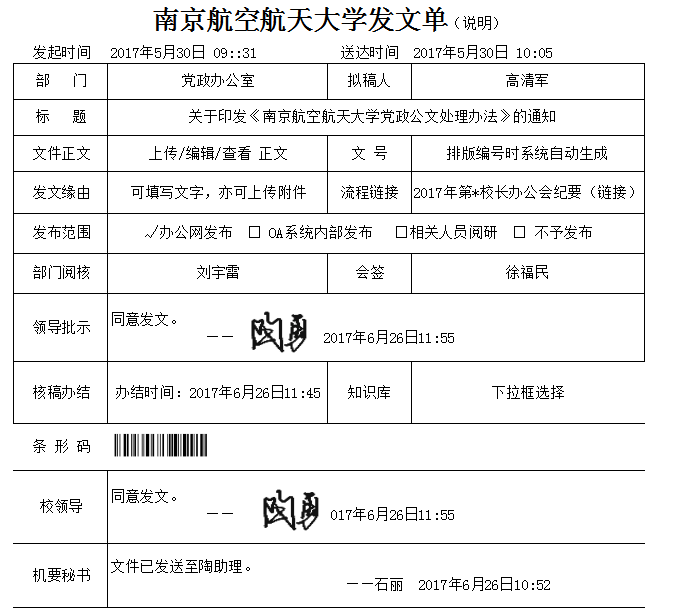 南京航空航天大学发文单（说明）
发起时间 2017年5月30日 09::31 送达时间 2017年5月30日 10:05
部 门 党政办公室 拟稿人 高清军
标 题 关于印发《南京航空航天大学党政公文处理办法》的通知
文件正文 上传/编辑/查看 正文 文 号 排版编号时系统自动生成
发文缘由 可填写文字，亦可上传附件 流程链接 2017年第*校长办公会纪要（链接）
发布范围 √办公网发布 □ OA系统内部发布 □相关人员阅研 □ 不予发布
部门阅核 刘宇雷 会签 徐福民
领导批示 同意发文。
—— 陶勇 2017年6月26日11:55
核稿办结 办结时间：2017年6月26日11:45 知识库 下拉框选择
条 形 码
校领导 同意发文。
—— 陶勇 017年6月26日11:55
机要秘书 文件已发送至陶助理。
——石丽 2017年6月26日10:52